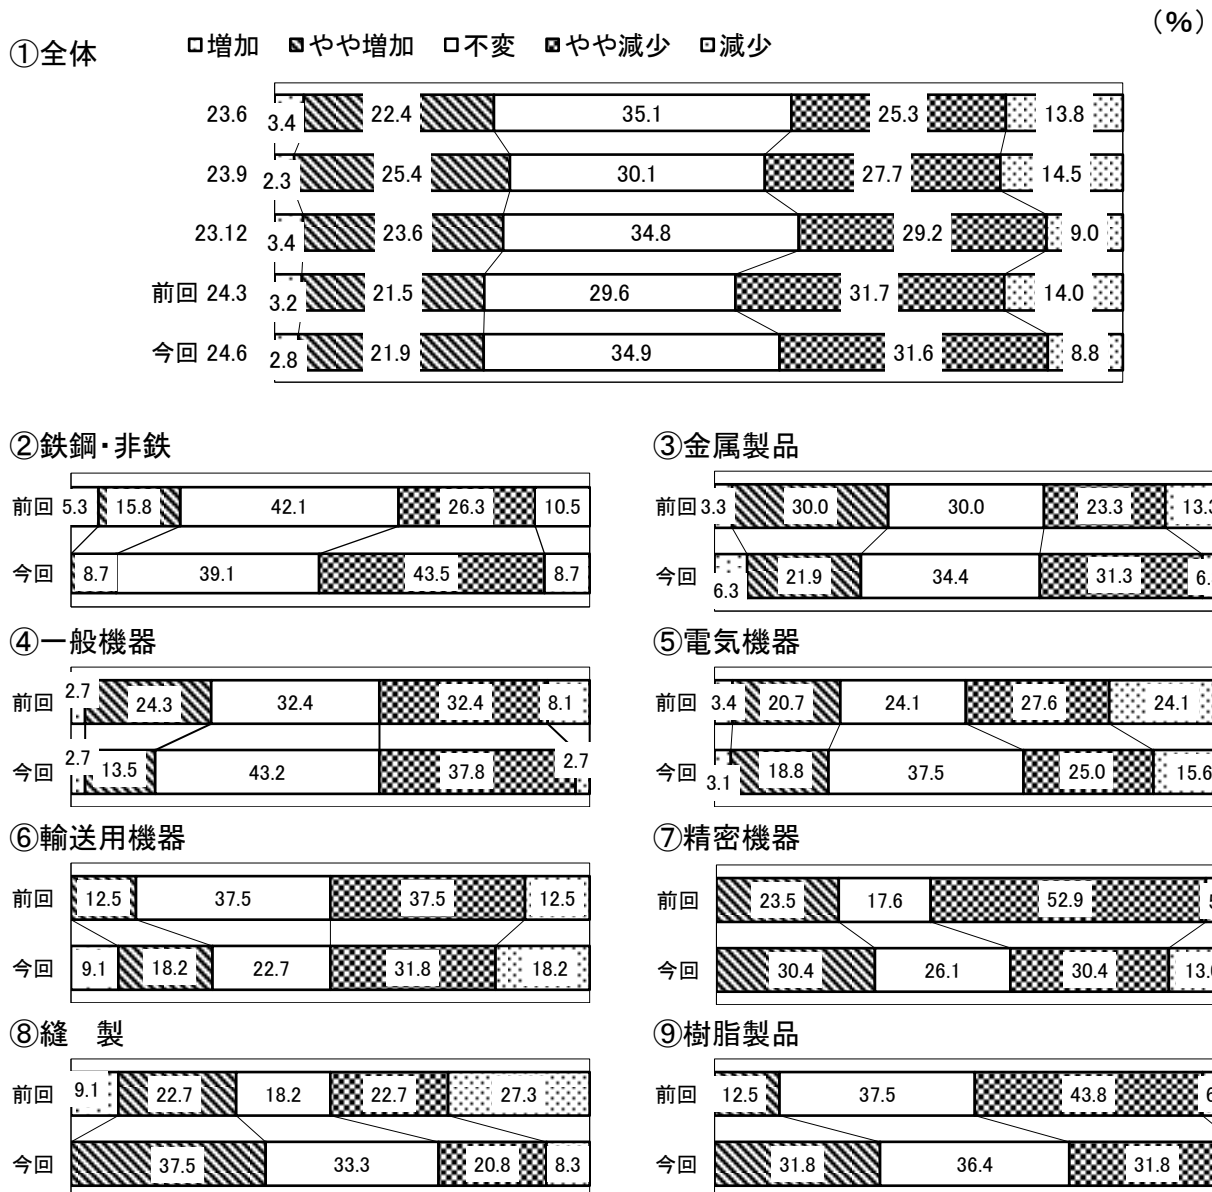 (%)
①全体 増加 やや増加 不変 やや減少 減少
23.6 3.4 22.4 35.1 25.3 13.8
23.9 2.3 25.4 30.1 27.7 14.5
23.12 3.4 23.6 34.8 29.2 9.0
前回 24.3 3.2 21.5 29.6 31.7 14.0
今回 24.6 2.8 21.9 34.9 31.6 8.8
②鉄鋼・非鉄
前回 5.3 15.8 42.1 26.3 10.5
今回 8.7 39.1 43.5 8.7
③金属製品
前回 3.3 30.0 30.0 23.3 13.3
今回 6.3 21.9 34.4 31.3
④一般機器
前回 2.7 24.3 32.4 32.4 8.1
今回 2.7 13.5 43.2 37.8 2.7
⑤電気機器
前回 3.4 20.7 24.1 27.6 24.1
今回 3.1 18.8 37.5 25.0 15.6
⑥輸送用機器
前回 12.5 37.5 37.5 12.5
今回 9.1 18.2 22.7 31.8 18.2
⑦精密機器
前回 23.5 17.6 52.9
今回 30.4 26.1 30.4 13.0
⑧縫 製
前回 9.1 22.7 18.2 22.7 27.3
今回 37.5 33.3 20.8 8.3
⑨樹脂製品
前回 12.5 37.5 43.8
今回 31.8 36.4 31.8